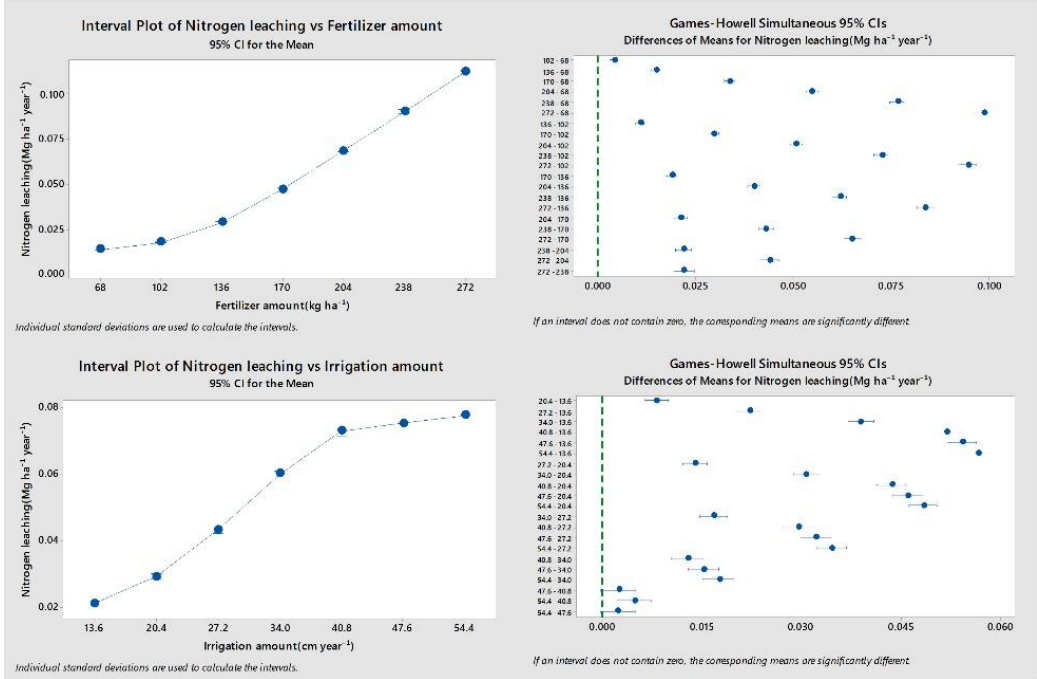 Interval Plot of Nitrogen leaching vs Fertilizer amount
95% CI for the Mean
Nitrogen leaching(Mg ha⁻¹ year⁻¹)
0.100
0.075
0.050
0.025
0.000
68 102 136 170 204 238 272
Fertilizer amount(kg ha⁻¹)
Individual standard deviations are used to calculate the intervals.
Games-Howell Simultaneous 95% CIs
Differences of Means for Nitrogen leaching(Mg ha⁻¹ year⁻¹)
102 - 68
136 - 68
170 - 68
204 - 68
238 - 68
272 - 68
136 - 102
170 - 102
204 - 102
238 - 102
272 - 102
170 - 136
204 - 136
238 - 136
272 - 136
204 - 170
238 - 170
272 - 170
238 - 204
272 - 204
272 - 238
0.000 0.025 0.050 0.075 0.100
If an interval does not contain zero, the corresponding means are significantly different.
Interval Plot of Nitrogen leaching vs Irrigation amount
95% CI for the Mean
Nitrogen leaching(Mg ha⁻¹ year⁻¹)
0.08
0.06
0.04
0.02
13.6 20.4 27.2 34.0 40.8 47.6 54.4
Irrigation amount(cm year⁻¹)
Individual standard deviations are used to calculate the intervals.
Games-Howell Simultaneous 95% CIs
Differences of Means for Nitrogen leaching(Mg ha⁻¹ year⁻¹)
20.4 - 13.6
27.2 - 13.6
34.0 - 13.6
40.8 - 13.6
47.6 - 13.6
54.4 - 13.6
27.2 - 20.4
34.0 - 20.4
40.8 - 20.4
47.6 - 20.4
54.4 - 20.4
34.0 - 27.2
40.8 - 27.2
47.6 - 27.2
54.4 - 27.2
40.8 - 34.0
47.6 - 34.0
54.4 - 34.0
47.6 - 40.8
54.4 - 40.8
54.4 - 47.6
0.000 0.015 0.030 0.045 0.060
If an interval does not contain zero, the corresponding means are significantly different.